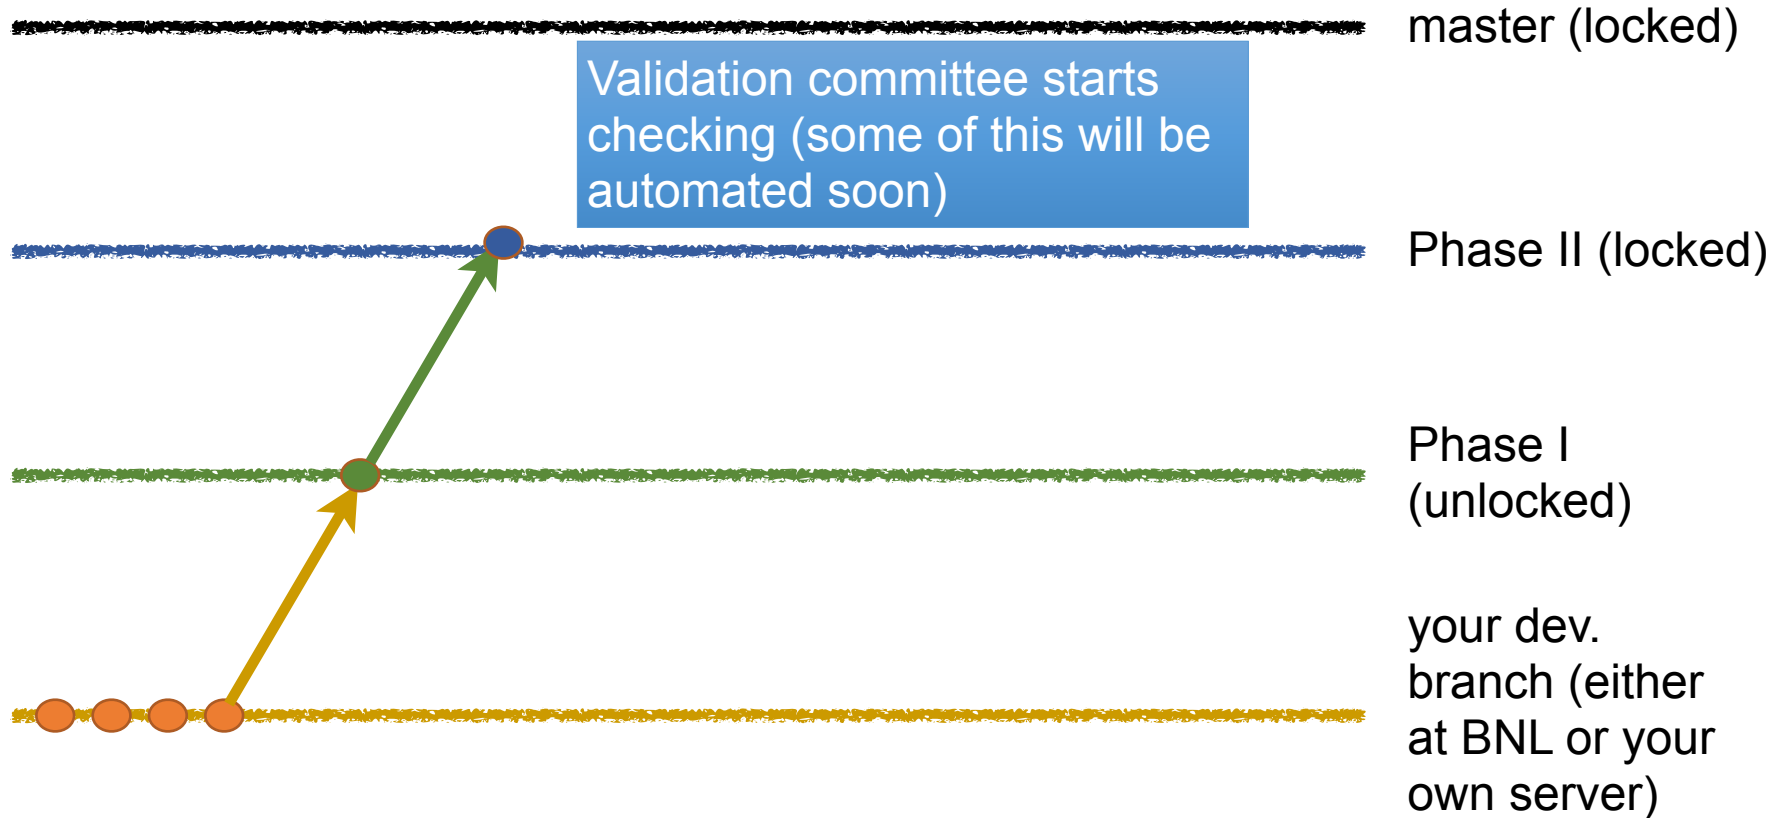 master (locked)
Validation committee starts
checking (some of this will be
automated soon)
Phase II (locked)
Phase I
(unlocked)
your dev.
branch (either
at BNL or your
own server)